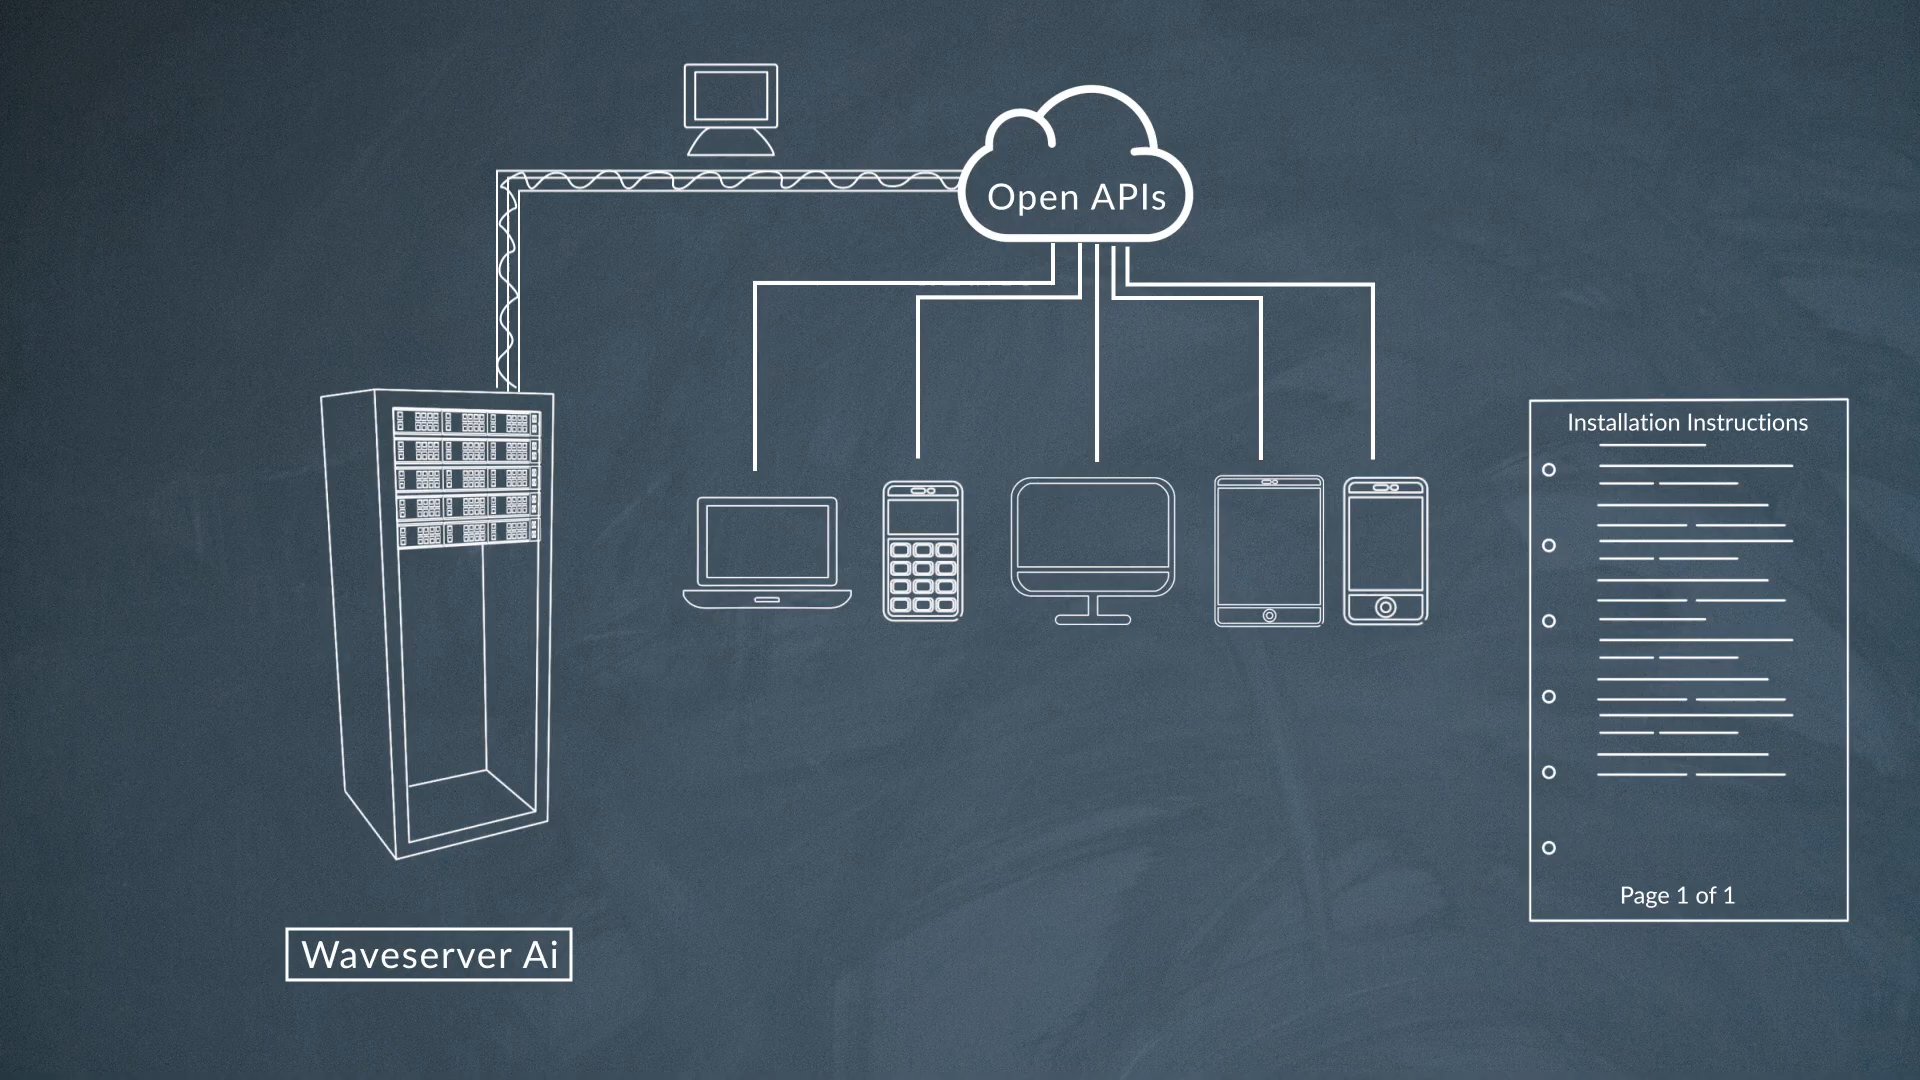 Open APIs
Installation Instructions
Page 1 of 1
Waveserver Ai